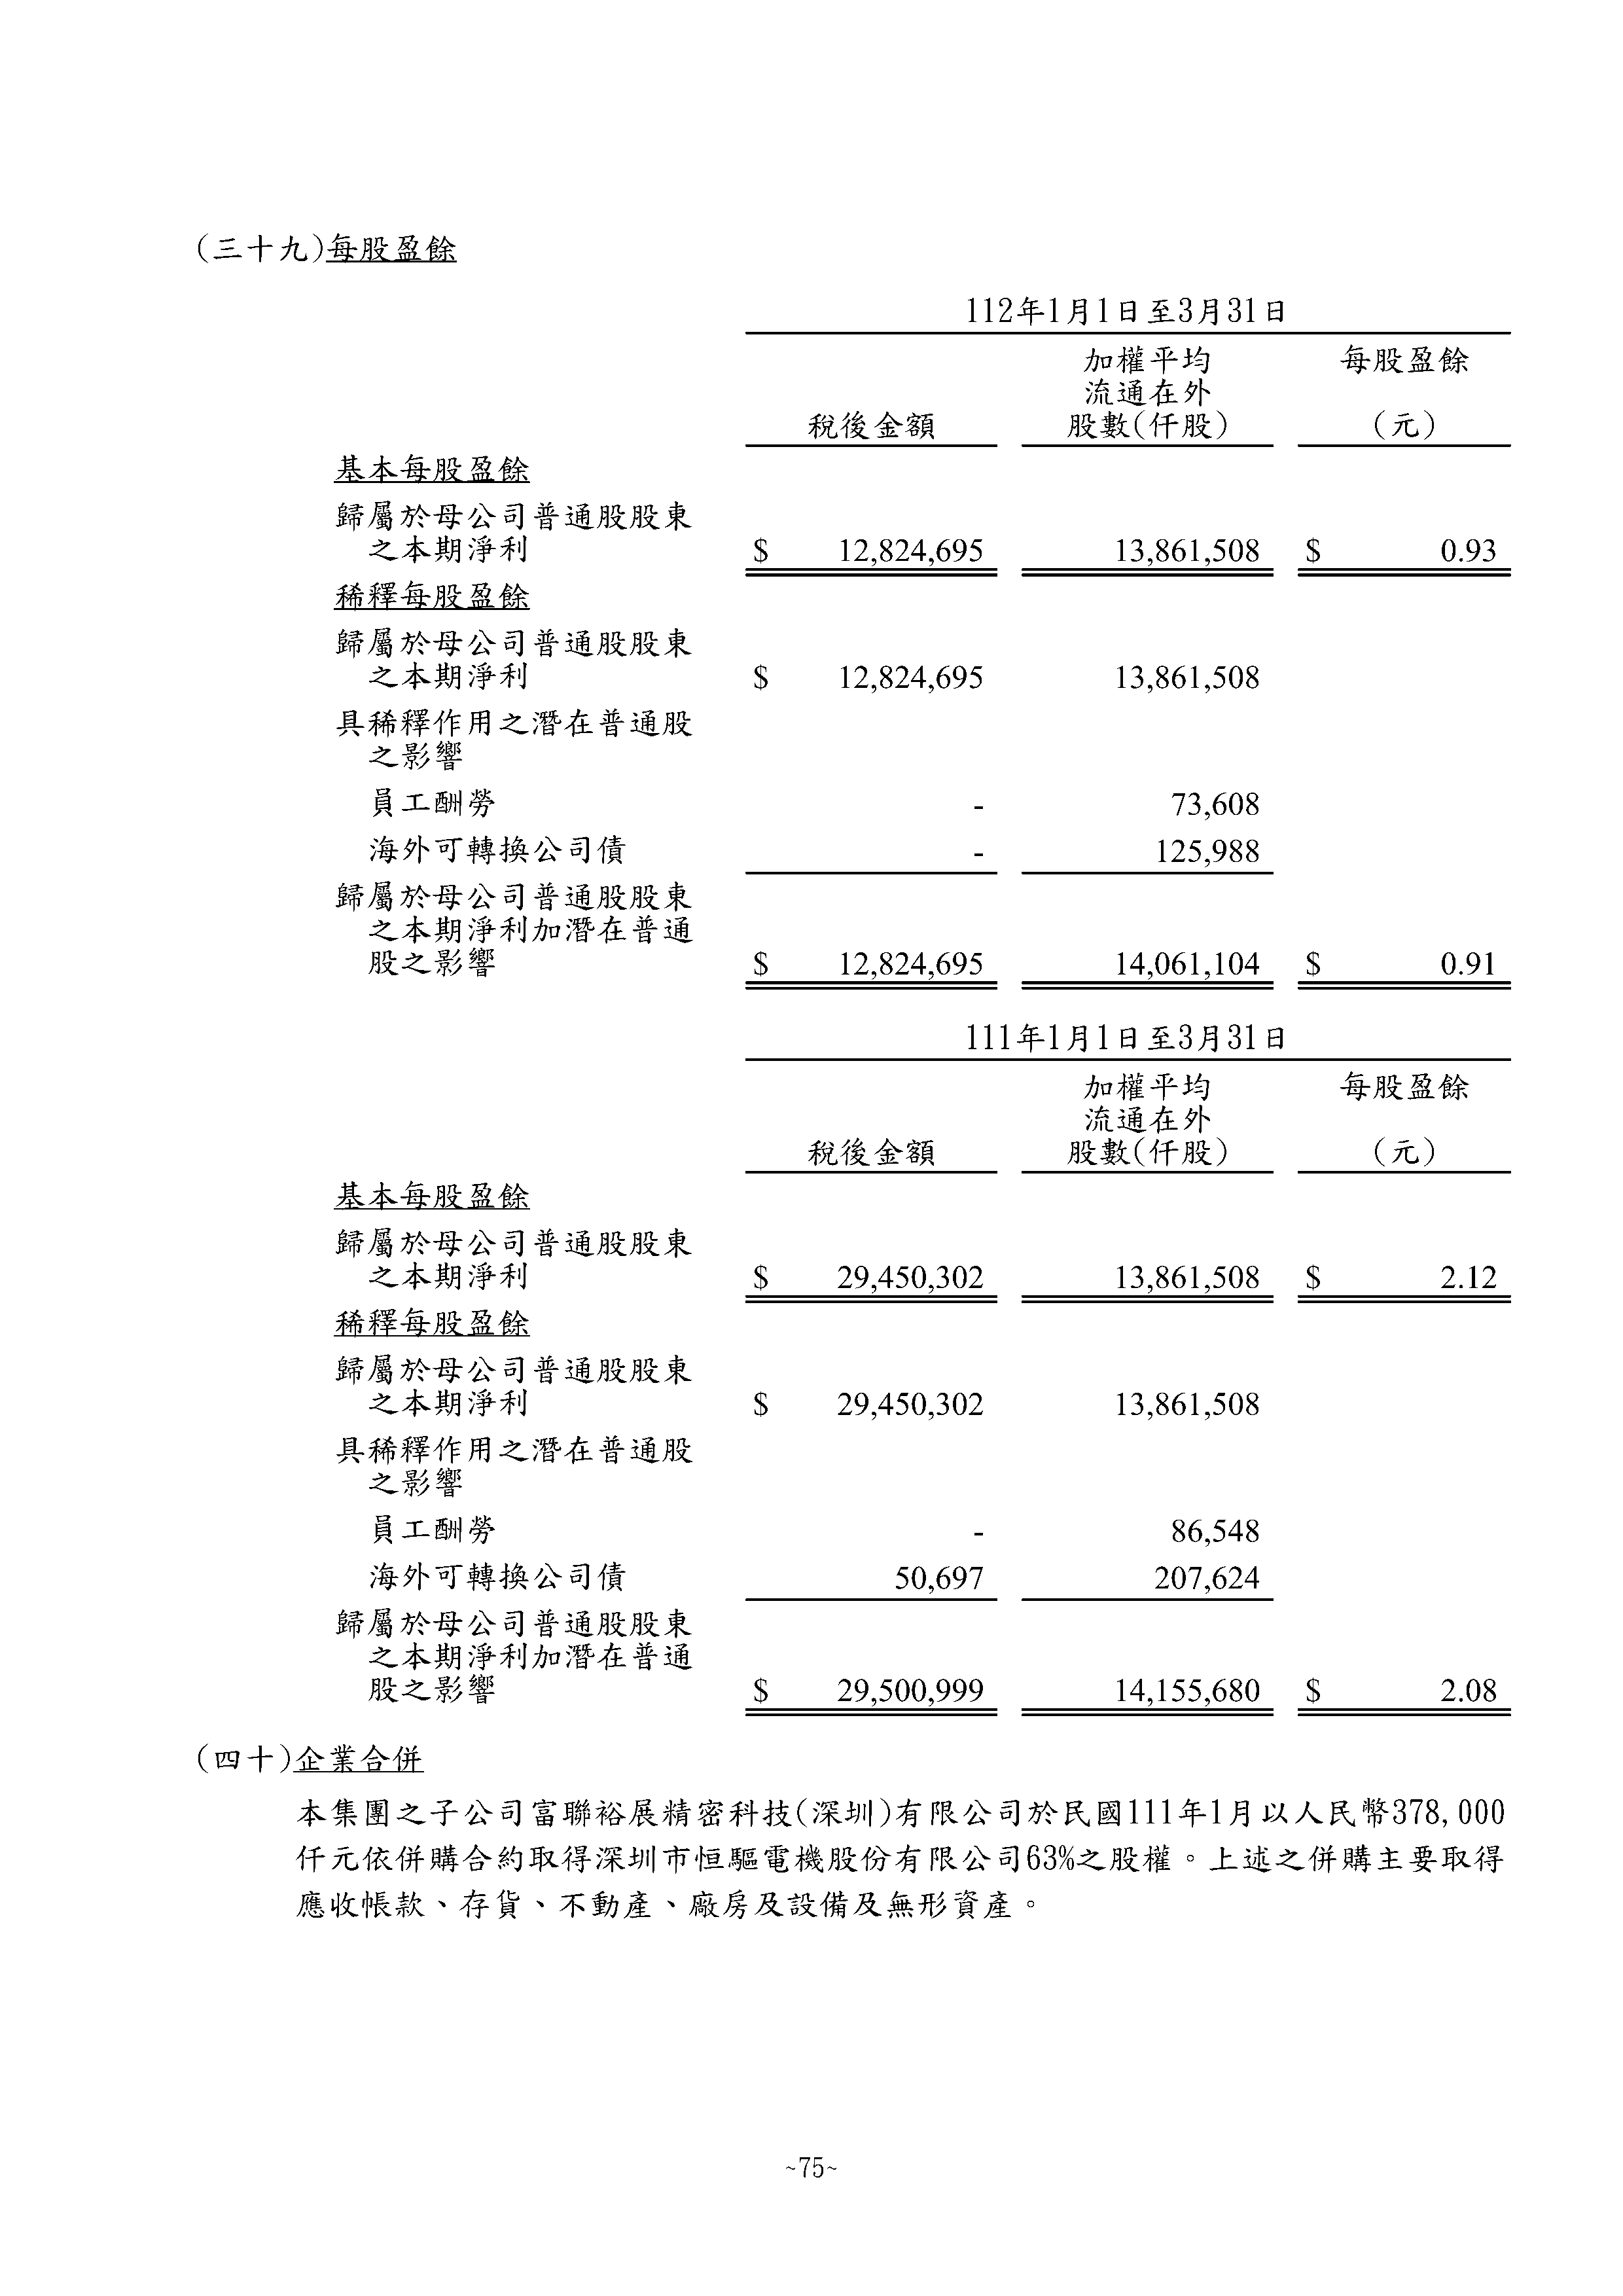 (三十九)每股盈餘
112年1月1日至3月31日
加權平均 每股盈餘
流通在外
稅後金額 股數(仟股) (元)
基本每股盈餘
歸屬於母公司普通股股東
之本期淨利 $ 12,824,695 13,861,508 $ 0.93
稀釋每股盈餘
歸屬於母公司普通股股東
之本期淨利 $ 12,824,695 13,861,508
具稀釋作用之潛在普通股
之影響
員工酬勞 - 73,608
海外可轉換公司債 - 125,988
歸屬於母公司普通股股東
之本期淨利加潛在普通
股之影響 $ 12,824,695 14,061,104 $ 0.91
111年1月1日至3月31日
加權平均 每股盈餘
流通在外
稅後金額 股數(仟股) (元)
基本每股盈餘
歸屬於母公司普通股股東
之本期淨利 $ 29,450,302 13,861,508 $ 2.12
稀釋每股盈餘
歸屬於母公司普通股股東
之本期淨利 $ 29,450,302 13,861,508
具稀釋作用之潛在普通股
之影響
員工酬勞 - 86,548
海外可轉換公司債 50,697 207,624
歸屬於母公司普通股股東
之本期淨利加潛在普通
股之影響 $ 29,500,999 14,155,680 $ 2.08
(四十)企業合併
本集團之子公司富聯裕展精密科技(深圳)有限公司於民國111年1月以人民幣378,000
仟元依併購合約取得深圳市恒驅電機股份有限公司63%之股權。上述之併購主要取得
應收帳款、存貨、不動產、廠房及設備及無形資產。
~75~